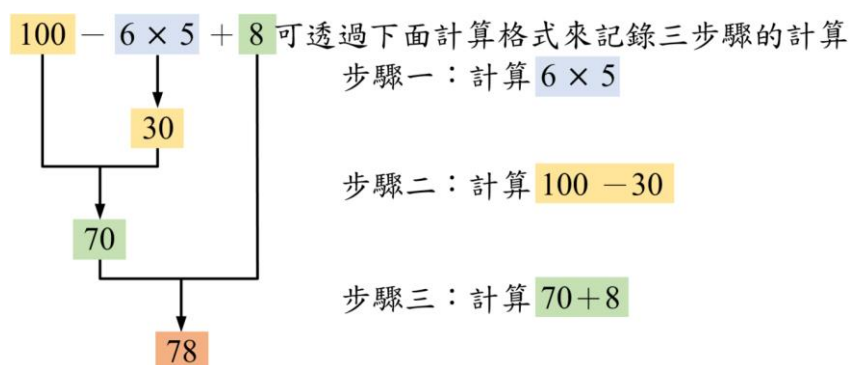 100 − 6 × 5 + 8 可透過下面計算格式來記錄三步驟的計算
步驟一：計算 6 × 5
30
步驟二：計算 100 −30
70
步驟三：計算 70+8
78